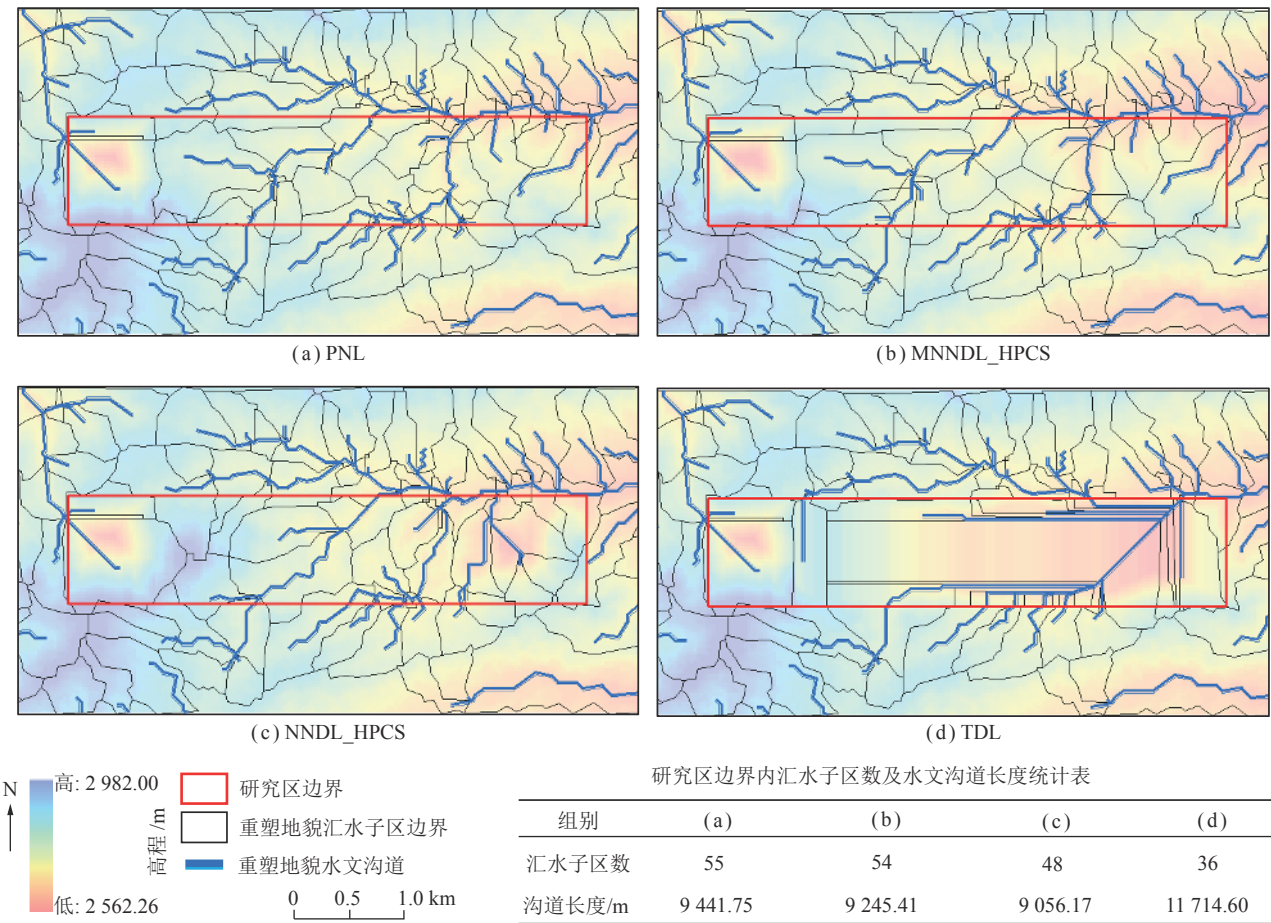 (a) PNL
(b) MNNDL_HPCS
(c) NNDL_HPCS
(d) TDL
N
高: 2 982.00
高程/m
低: 2 562.26
研究区边界
重塑地貌汇水子区边界
重塑地貌水文沟道
0 0.5 1.0 km
研究区边界内汇水子区数及水文沟道长度统计表
组别 (a) (b) (c) (d)
汇水子区数 55 54 48 36
沟道长度/m 9 441.75 9 245.41 9 056.17 11 714.60